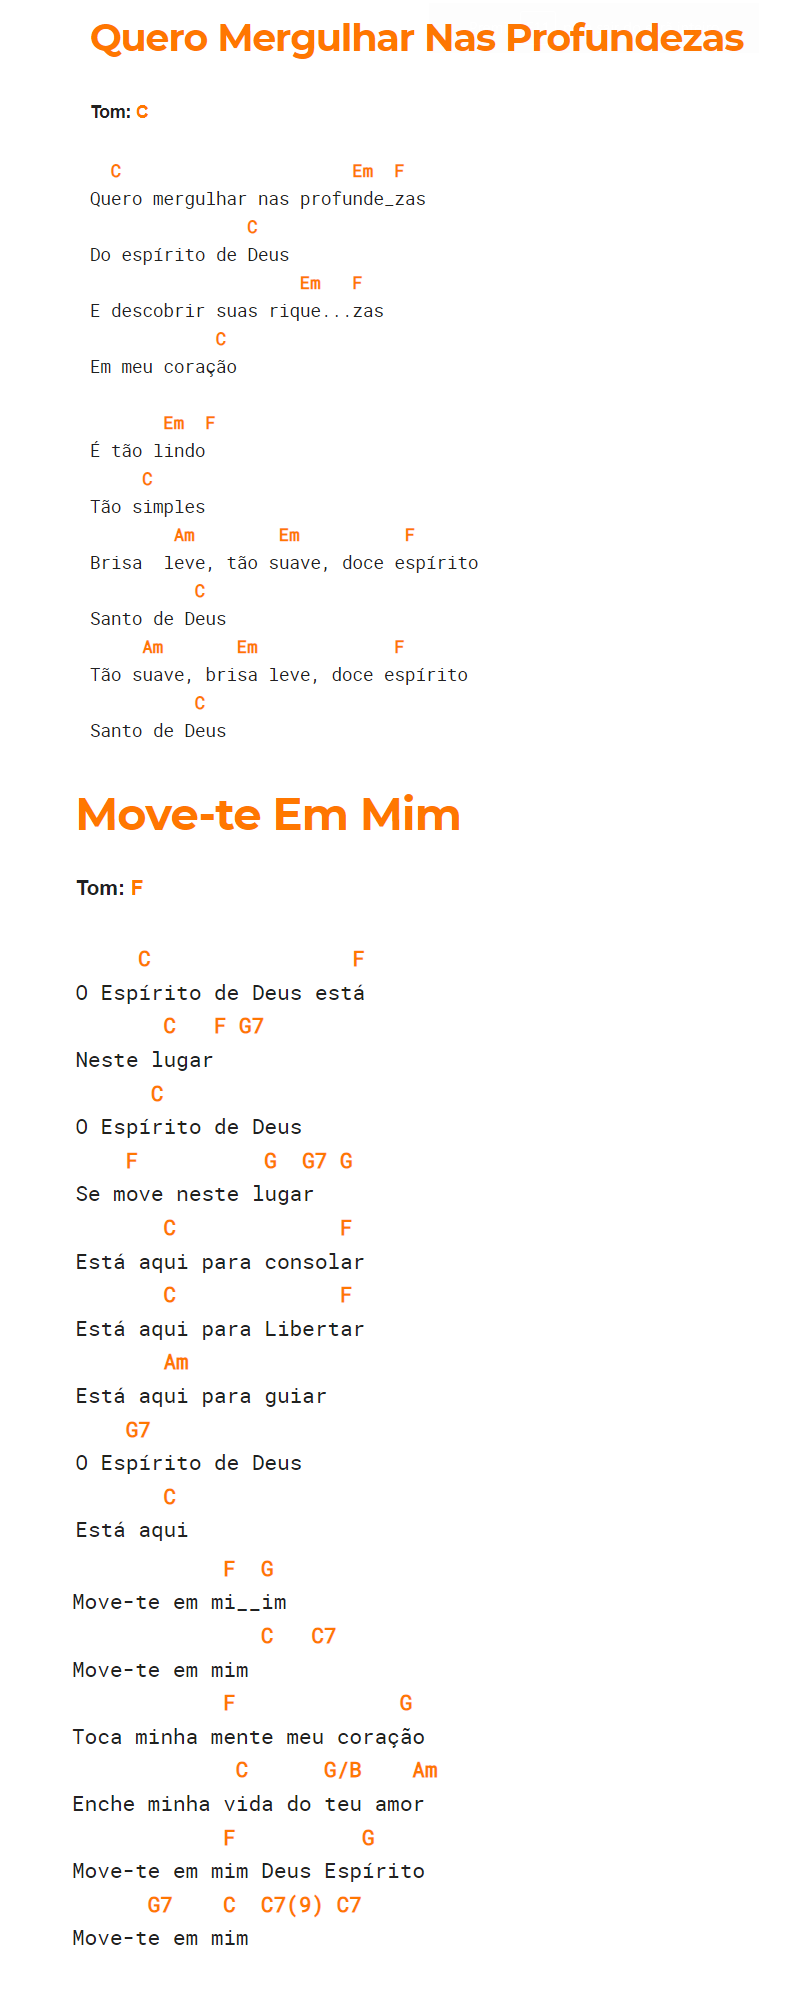 Quero Mergulhar Nas Profundezas
Tom: C
C Em F
Quero mergulhar nas profunde_zas
C
Do espírito de Deus
Em F
E descobrir suas rique...zas
C
Em meu coração
Em F
É tão lindo
C
Tão simples
Am Em F
Brisa leve, tão suave, doce espírito
C
Santo de Deus
Am Em F
Tão suave, brisa leve, doce espírito
C
Santo de Deus
Move-te Em Mim
Tom: F
C F
O Espírito de Deus está
C F G7
Neste lugar
C
O Espírito de Deus
F G G7 G
Se move neste lugar
C F
Está aqui para consolar
C F
Está aqui para Libertar
Am
Está aqui para guiar
G7
O Espírito de Deus
C
Está aqui
F G
Move-te em mi__im
C C7
Move-te em mim
F G
Toca minha mente meu coração
C G/B Am
Enche minha vida do teu amor
F G
Move-te em mim Deus Espírito
G7 C C7(9) C7
Move-te em mim